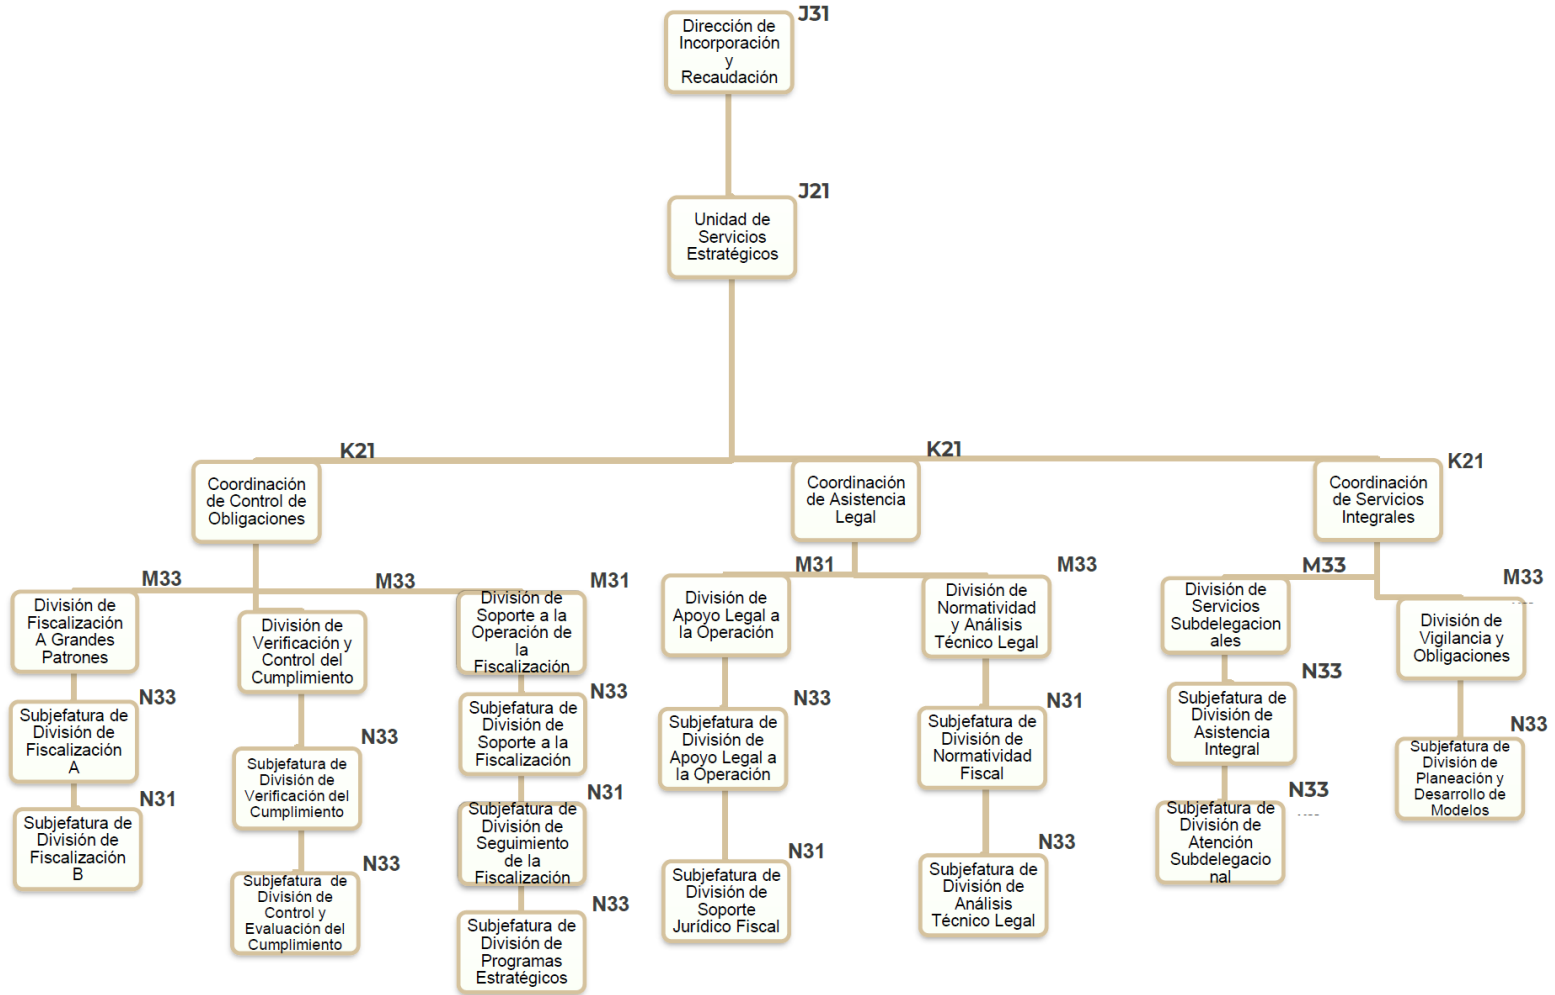 J31
Dirección de
Incorporación
y
Recaudación
J21
Unidad de
Servicios
Estratégicos
K21
Coordinación
de Control de
Obligaciones
K21
Coordinación
de Asistencia
Legal
K21
Coordinación
de Servicios
Integrales
M33
División de
Fiscalización
A Grandes
Patrones
N33
Subjefatura de
División de
Fiscalización
A
N31
Subjefatura de
División de
Fiscalización
B
M33
División de
Verificación y
Control del
Cumplimiento
N33
Subjefatura de
División de
Verificación del
Cumplimiento
N33
Subjefatura de
División de
Control y
Evaluación del
Cumplimiento
M31
División de
Soporte a la
Operación de
la
Fiscalización
N33
Subjefatura de
División de
Soporte a la
Fiscalización
N31
Subjefatura de
División de
Seguimiento
de la
Fiscalización
N33
Subjefatura de
División de
Programas
Estratégicos
M31
División de
Apoyo Legal a
la Operación
N33
Subjefatura de
División de
Apoyo Legal a
la Operación
N31
Subjefatura de
División de
Soporte
Jurídico Fiscal
M33
División de
Normatividad
y Análisis
Técnico Legal
N31
Subjefatura de
División de
Normatividad
Fiscal
N33
Subjefatura de
División de
Análisis
Técnico Legal
M33
División de
Servicios
Subdelegacion
ales
N33
Subjefatura de
División de
Asistencia
Integral
N33
Subjefatura de
División de
Atención
Subdelegacio
nal
M33
División de
Vigilancia y
Obligaciones
N33
Subjefatura de
División de
Planeación y
Desarrollo de
Modelos